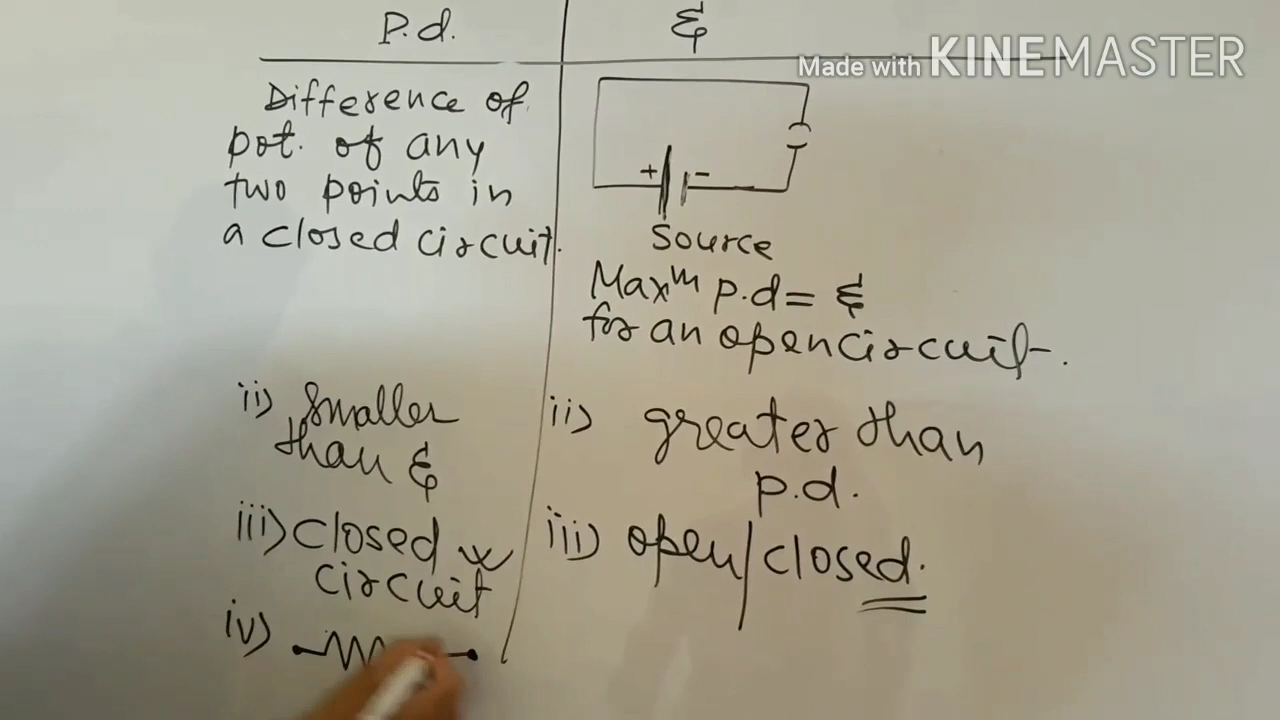 P.d.
ξ
Made with KINEMASTER
Difference of
pot. of any
two points in
a closed circuit.
+ -
Source
Maxᵐ p.d = ξ
for an open circuit.
ii) Smaller
than ξ
ii) greater than
p.d.
iii) closed
circuit
iii) open/closed.
iv)